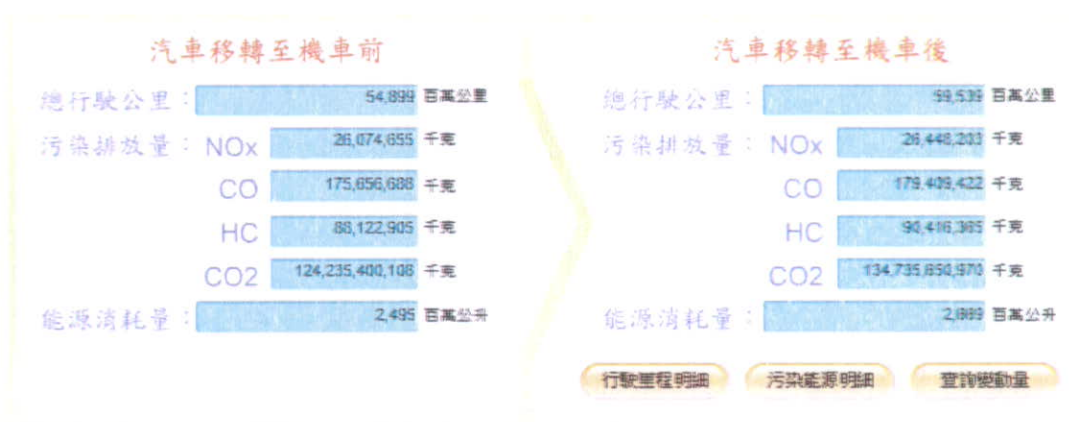 汽車移轉至機車前
總行駛公里： 54,899 百萬公里
污染排放量： NOx 26,074,655 千克
CO 175,656,688 千克
HC 88,122,905 千克
CO2 124,235,400,108 千克
能源消耗量： 2,495 百萬公升
汽車移轉至機車後
總行駛公里： 59,539 百萬公里
污染排放量： NOx 26,448,203 千克
CO 179,409,422 千克
HC 90,416,365 千克
CO2 134,735,650,970 千克
能源消耗量： 百萬公升
行駛里程明細 污染能源明細 查詢變動量